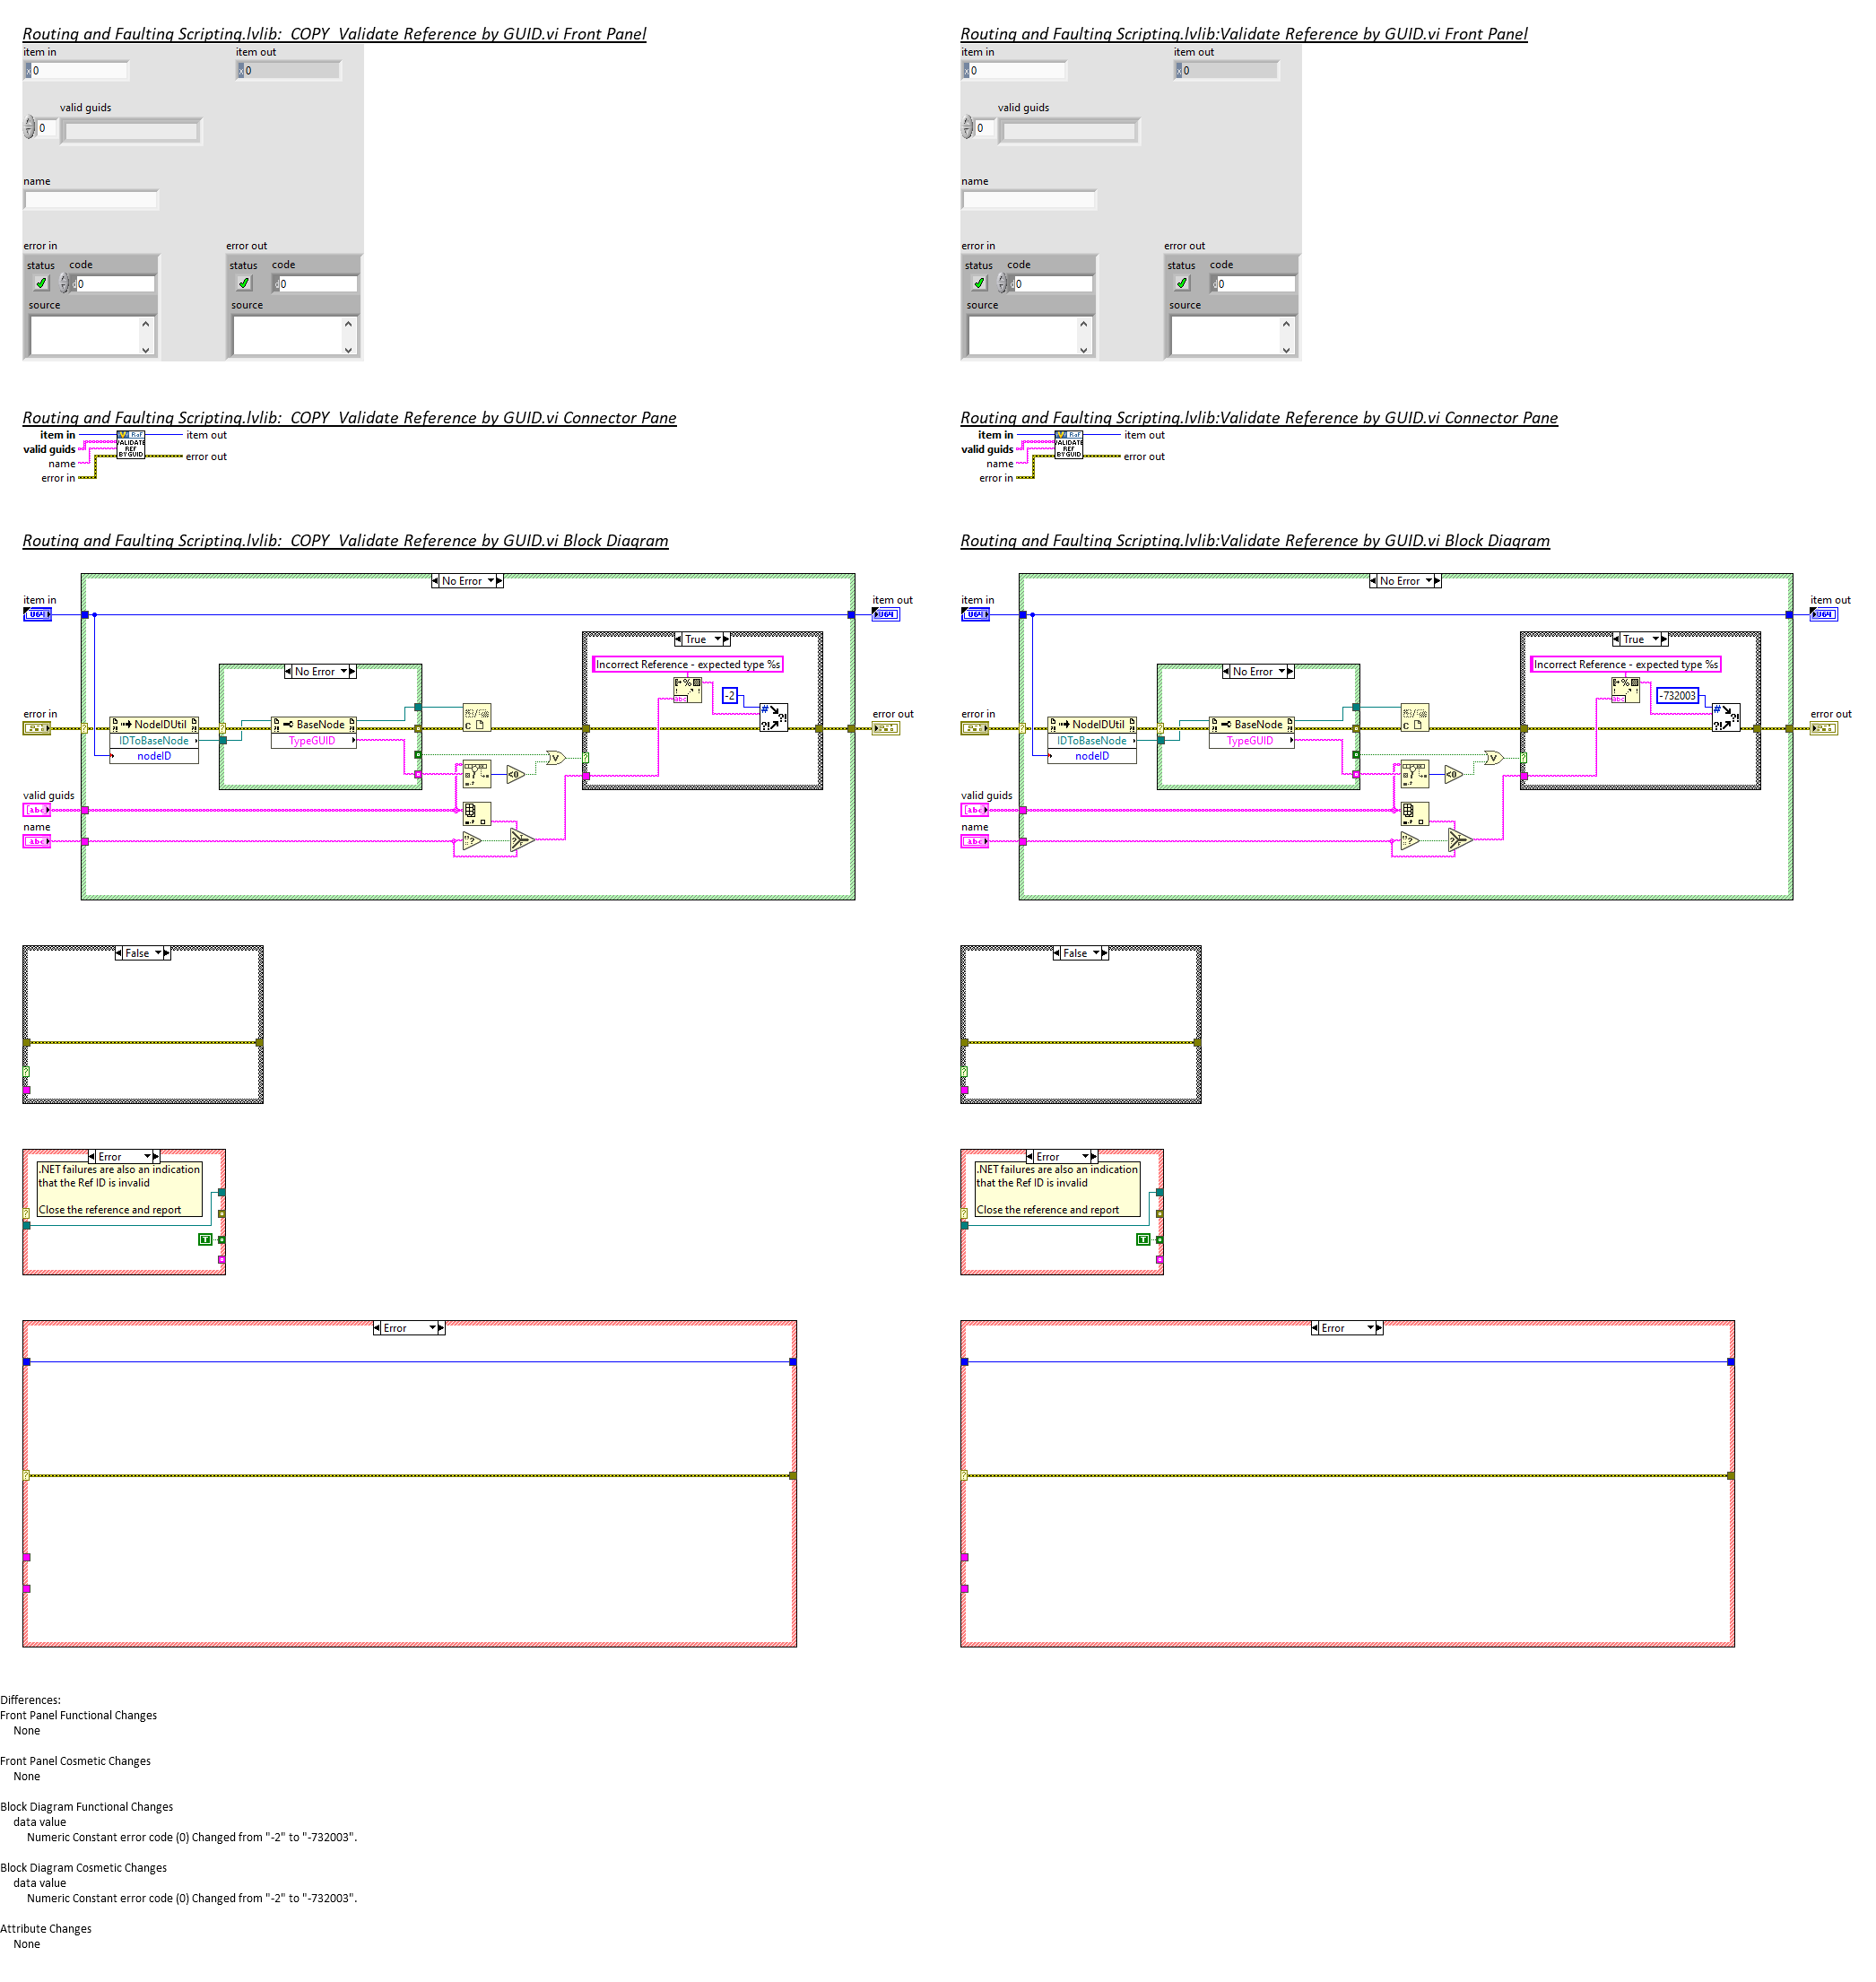 Routing and Faulting Scripting.lvlib:  COPY  Validate Reference by GUID.vi Front Panel
item in
item out
0
0
valid guids
0
name
error in
error out
status
code
0
source
status
code
0
source
Routing and Faulting Scripting.lvlib:Validate Reference by GUID.vi Front Panel
item in
item out
0
0
valid guids
0
name
error in
error out
status
code
0
source
status
code
0
source
Routing and Faulting Scripting.lvlib:  COPY  Validate Reference by GUID.vi Connector Pane
item in
item out
valid guids
name
error out
error in
VALIDATE
REF
BY GUID
Routing and Faulting Scripting.lvlib:Validate Reference by GUID.vi Connector Pane
item in
item out
valid guids
name
error out
error in
VALIDATE
REF
BY GUID
Routing and Faulting Scripting.lvlib:  COPY  Validate Reference by GUID.vi Block Diagram
No Error
item in
U64
item out
U64
True
Incorrect Reference - expected type %s
-2
No Error
error in
NodeIDUtil
IDToBaseNode
nodeID
BaseNode
TypeGUID
error out
valid guids
abc
name
abc
Routing and Faulting Scripting.lvlib:Validate Reference by GUID.vi Block Diagram
No Error
item in
U64
item out
U64
True
Incorrect Reference - expected type %s
-732003
No Error
error in
NodeIDUtil
IDToBaseNode
nodeID
BaseNode
TypeGUID
error out
valid guids
abc
name
abc
False
False
Error
.NET failures are also an indication
that the Ref ID is invalid
Close the reference and report
T
Error
.NET failures are also an indication
that the Ref ID is invalid
Close the reference and report
T
Error
Error
Differences:
Front Panel Functional Changes
None
Front Panel Cosmetic Changes
None
Block Diagram Functional Changes
data value
Numeric Constant error code (0) Changed from "-2" to "-732003".
Block Diagram Cosmetic Changes
data value
Numeric Constant error code (0) Changed from "-2" to "-732003".
Attribute Changes
None